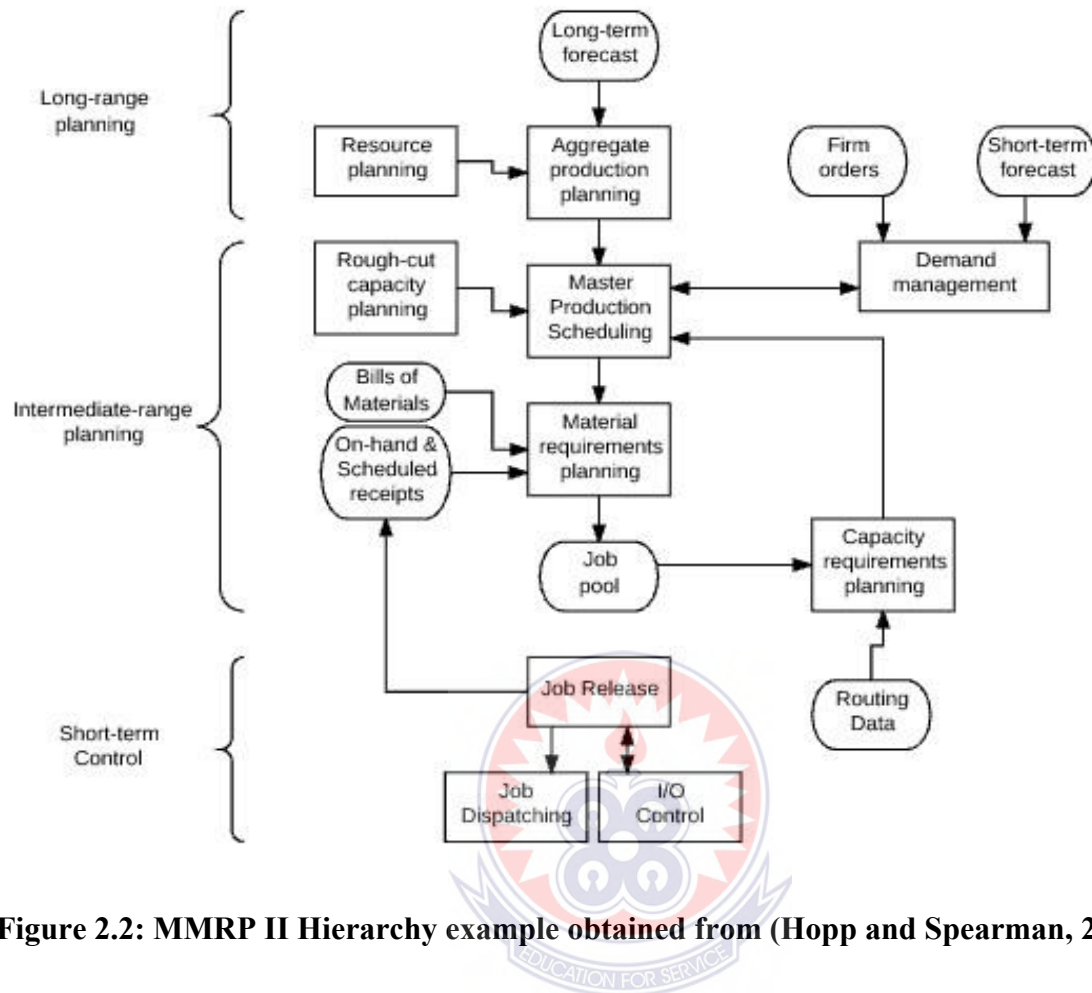 Long-term
forecast
Long-range
planning
Resource
planning
Aggregate
production
planning
Firm
orders
Short-term
forecast
Rough-cut
capacity
planning
Master
Production
Scheduling
Demand
management
Intermediate-range
planning
Bills of
Materials
On-hand &
Scheduled
receipts
Material
requirements
planning
Job
pool
Capacity
requirements
planning
Routing
Data
Short-term
Control
Job Release
Job
Dispatching
I/O
Control
EDUCATION FOR SERVICE
Figure 2.2: MMRP II Hierarchy example obtained from (Hopp and Spearman, 2